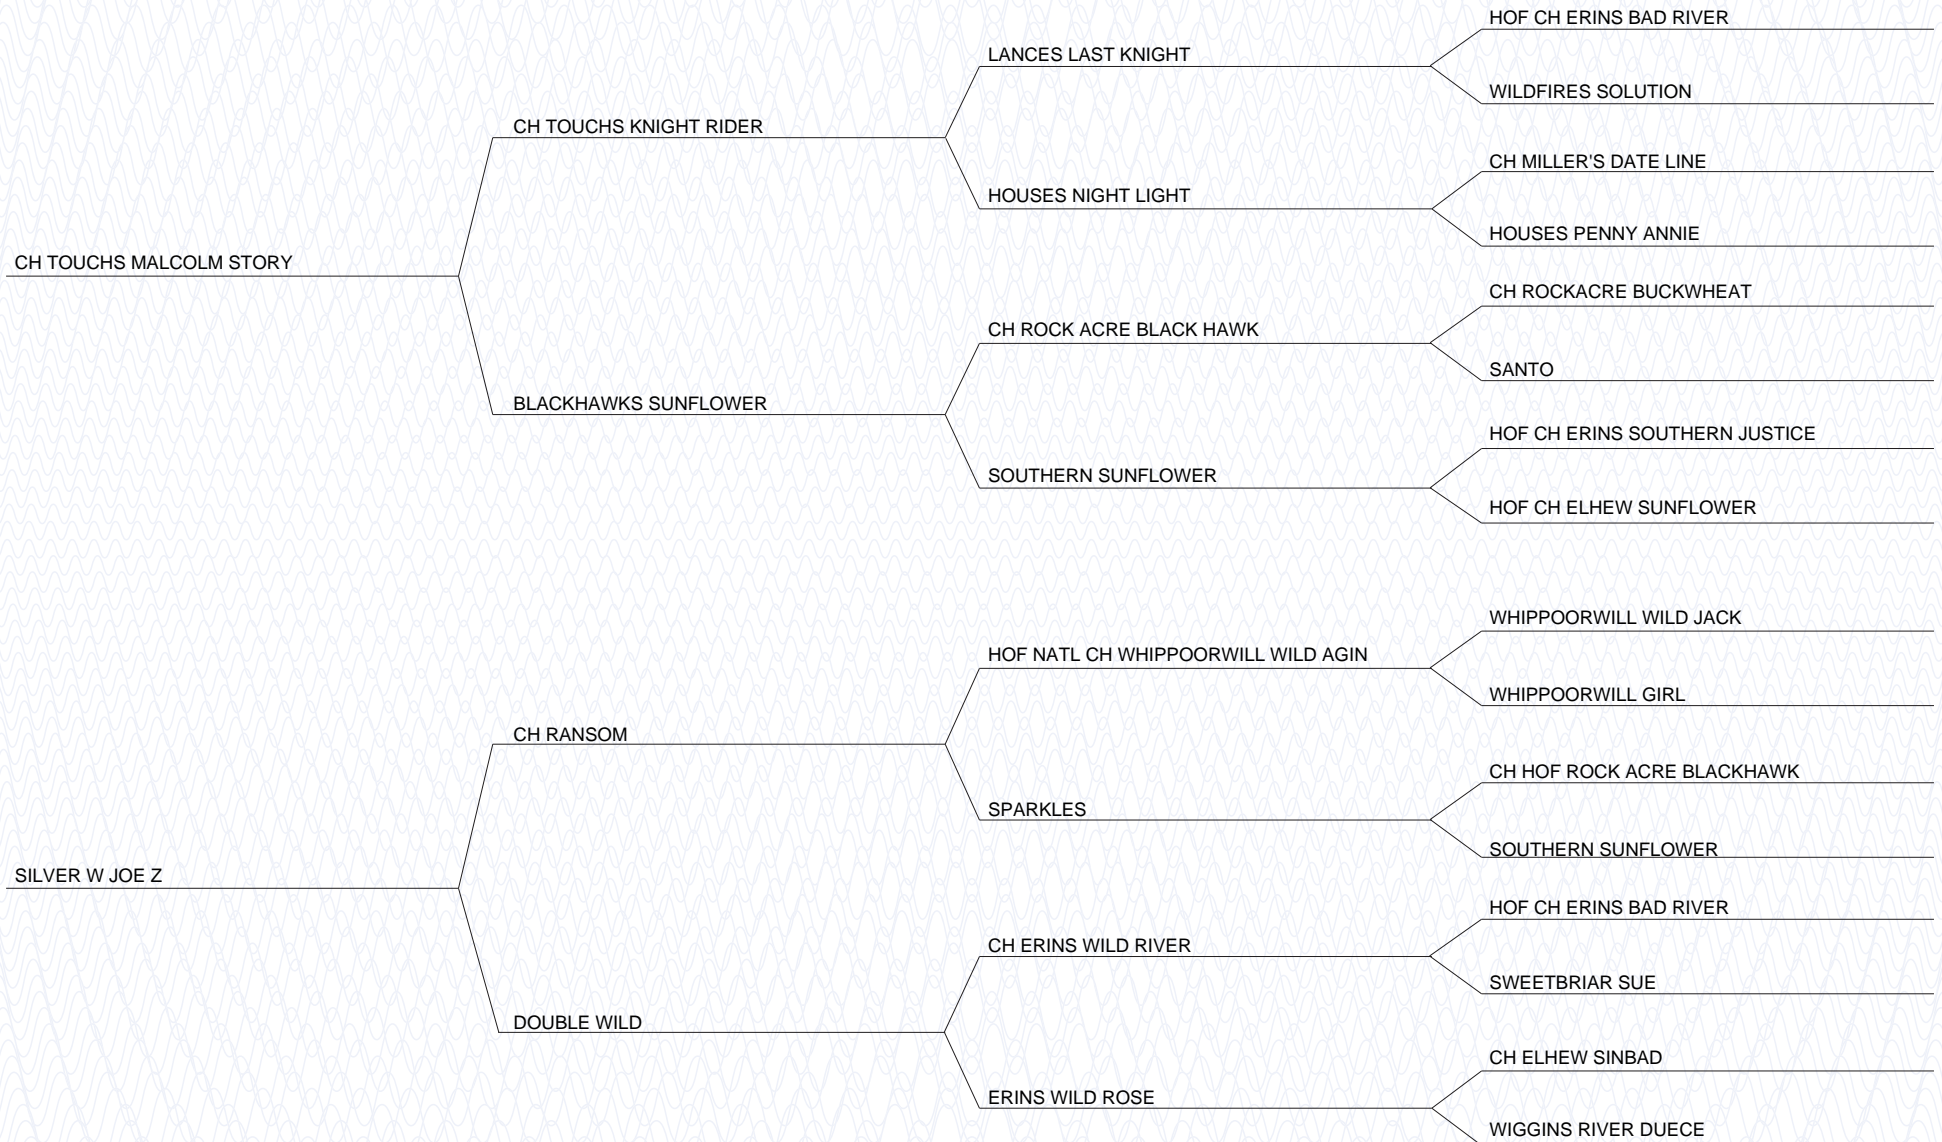 HOF CH ERINS BAD RIVER
LANCES LAST KNIGHT
WILDFIRES SOLUTION
CH TOUCHS KNIGHT RIDER
CH MILLER'S DATE LINE
HOUSES NIGHT LIGHT
HOUSES PENNY ANNIE
CH TOUCHS MALCOLM STORY
CH ROCKACRE BUCKWHEAT
CH ROCK ACRE BLACK HAWK
SANTO
BLACKHAWKS SUNFLOWER
HOF CH ERINS SOUTHERN JUSTICE
SOUTHERN SUNFLOWER
HOF CH ELHEW SUNFLOWER
WHIPPOORWILL WILD JACK
HOF NATL CH WHIPPOORWILL WILD AGIN
WHIPPOORWILL GIRL
CH RANSOM
CH HOF ROCK ACRE BLACKHAWK
SPARKLES
SOUTHERN SUNFLOWER
SILVER W JOE Z
HOF CH ERINS BAD RIVER
CH ERINS WILD RIVER
SWEETBRIAR SUE
DOUBLE WILD
CH ELHEW SINBAD
ERINS WILD ROSE
WIGGINS RIVER DUECE